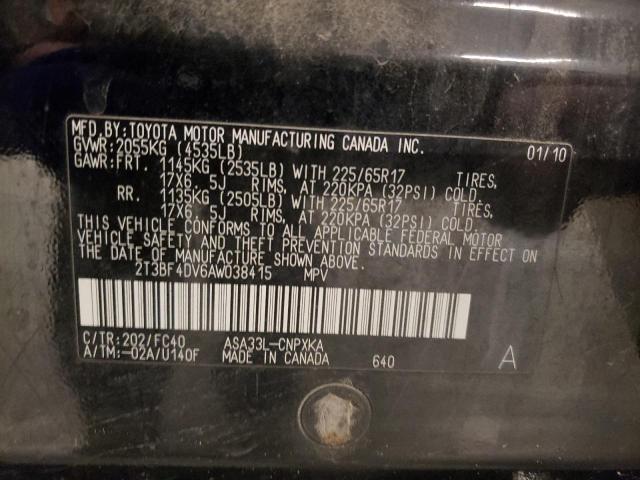 MFD. BY: TOYOTA MOTOR MANUFACTURING CANADA INC. 01/10
GVWR: 2055KG (4535LB)
GAWR: FRT. 1145KG (2535LB) WITH 225/65R17 TIRES,
17X6. 5J RIMS, AT 220KPA (32PSI) COLD.
RR. 1135KG (2505LB) WITH 225/65R17 TIRES,
17X6. 5J RIMS, AT 220KPA (32PSI) COLD.
THIS VEHICLE CONFORMS TO ALL APPLICABLE FEDERAL MOTOR
VEHICLE SAFETY AND THEFT PREVENTION STANDARDS IN EFFECT ON
THE DATE OF MANUFACTURE SHOWN ABOVE.
2T3BF4DV6AW038415 MPV
C/TR: 202/FC40 ASA33L-CNPXKA
A/TM: -02A/U140F MADE IN CANADA 640 A